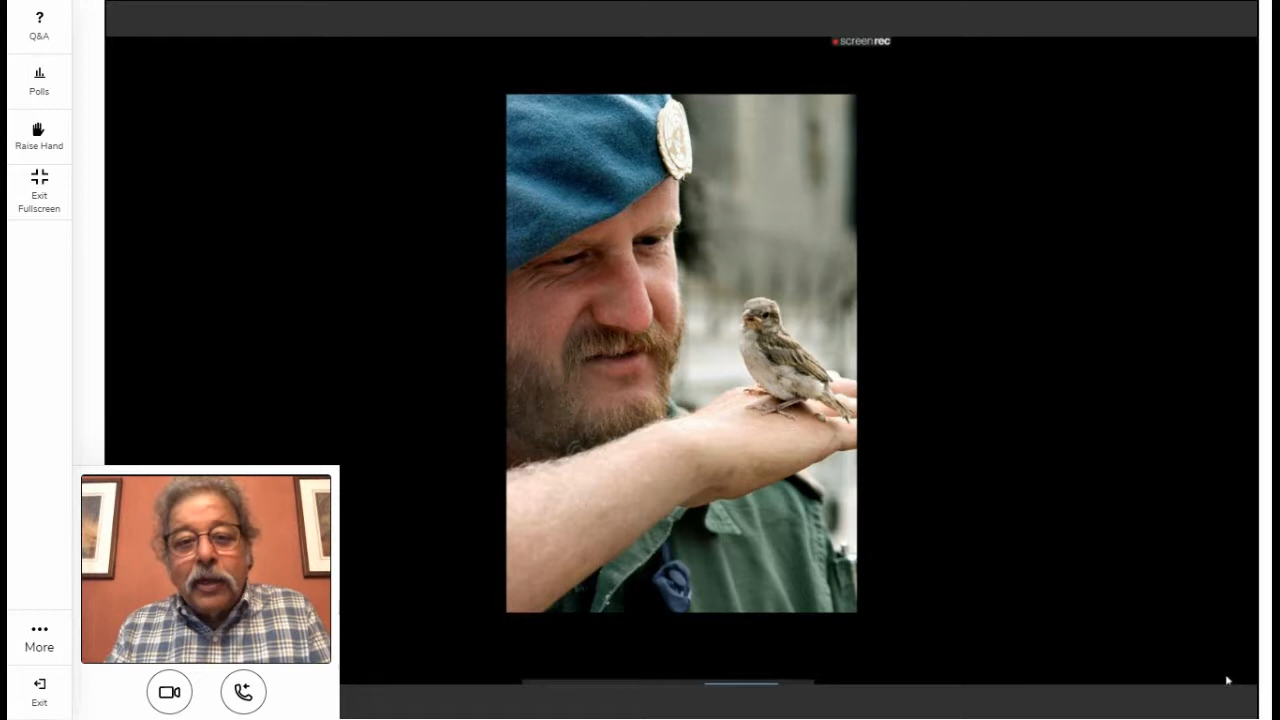 Q&A
Polls
Raise Hand
Exit
Fullscreen
More
Exit
screenrec